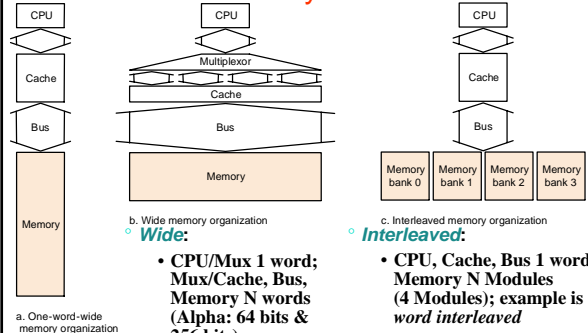 CPU
Cache
Bus
Memory
a. One-word-wide
memory organization
CPU
Multiplexor
Cache
Bus
Memory
b. Wide memory organization
° Wide:
• CPU/Mux 1 word;
Mux/Cache, Bus,
Memory N words
(Alpha: 64 bits &
256 bits)
CPU
Cache
Bus
Memory
bank 0
Memory
bank 1
Memory
bank 2
Memory
bank 3
c. Interleaved memory organization
° Interleaved:
• CPU, Cache, Bus 1 word
Memory N Modules
(4 Modules); example is
word interleaved